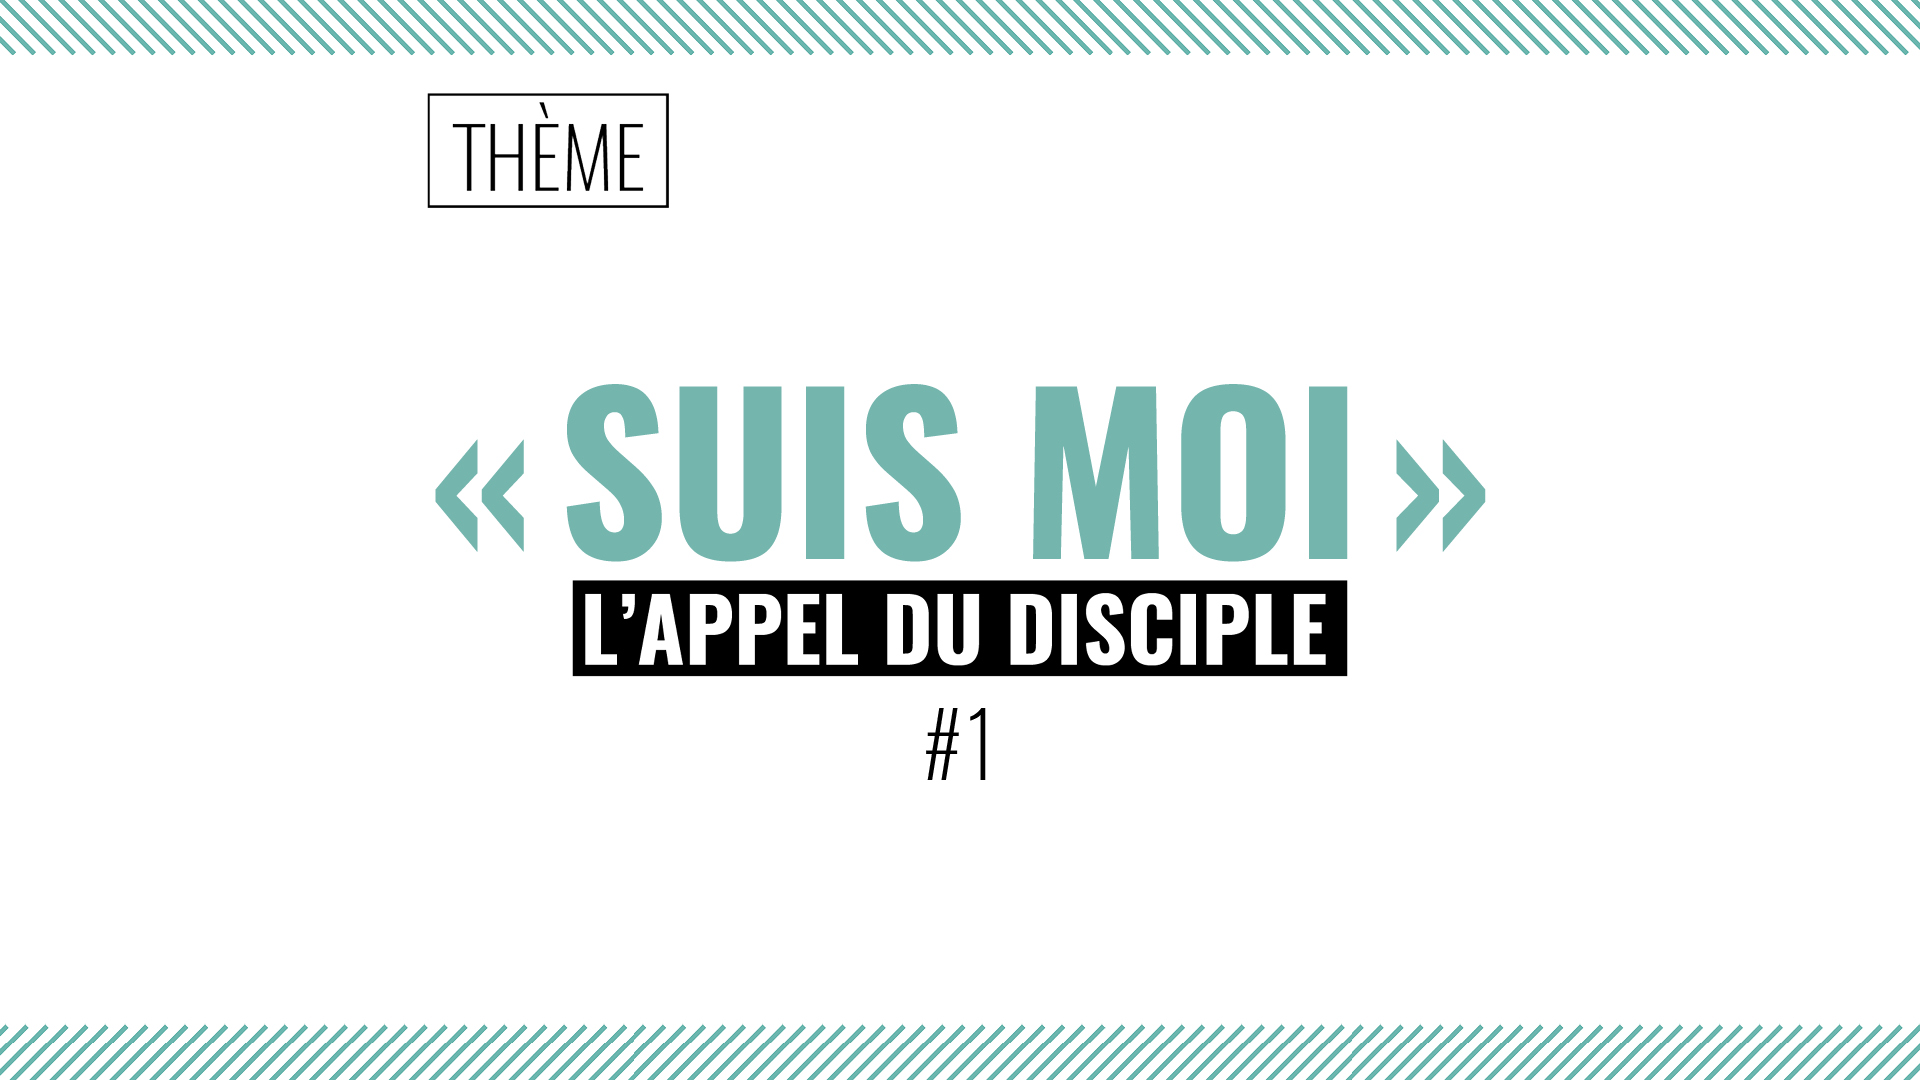 THÈME
« SUIS MOI »
L’APPEL DU DISCIPLE
#1